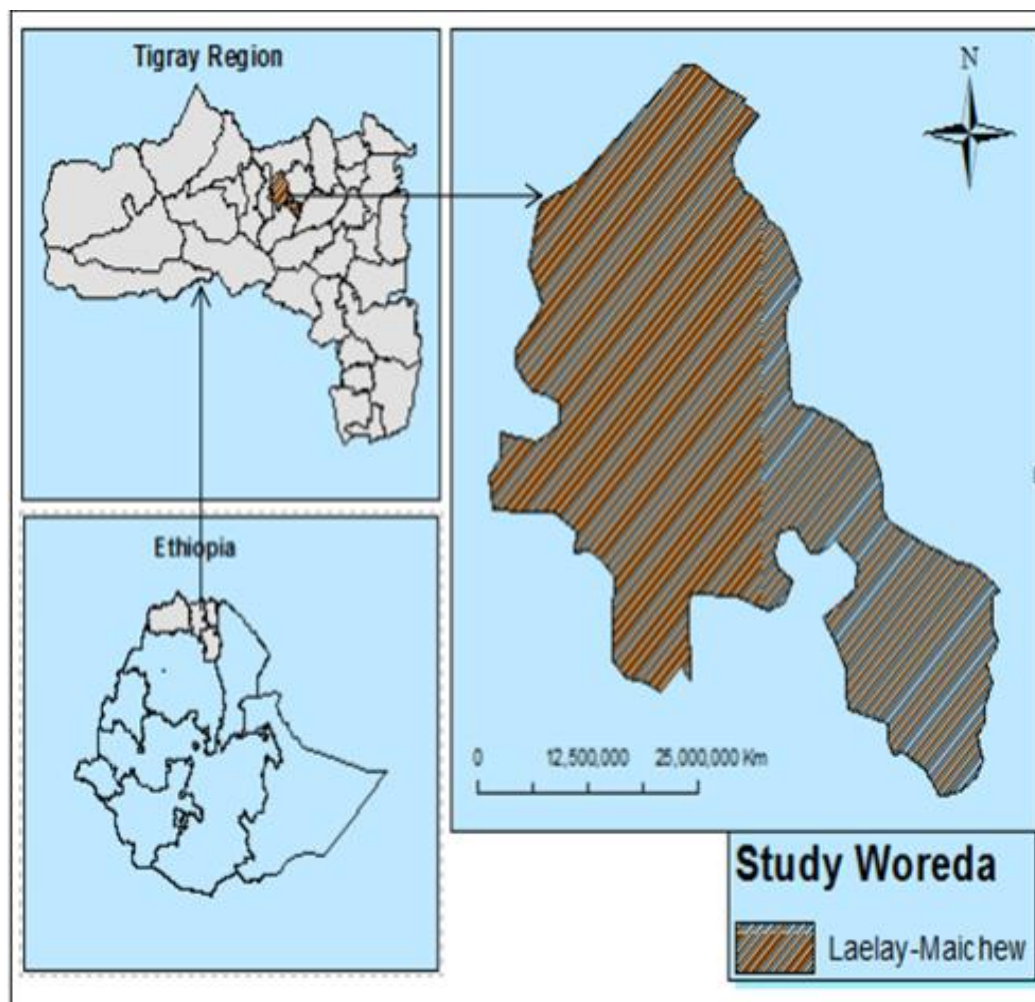 Tigray Region
N
Ethiopia
0 12,500,000 25,000,000 Km
Study Woreda
Laelay-Maichew